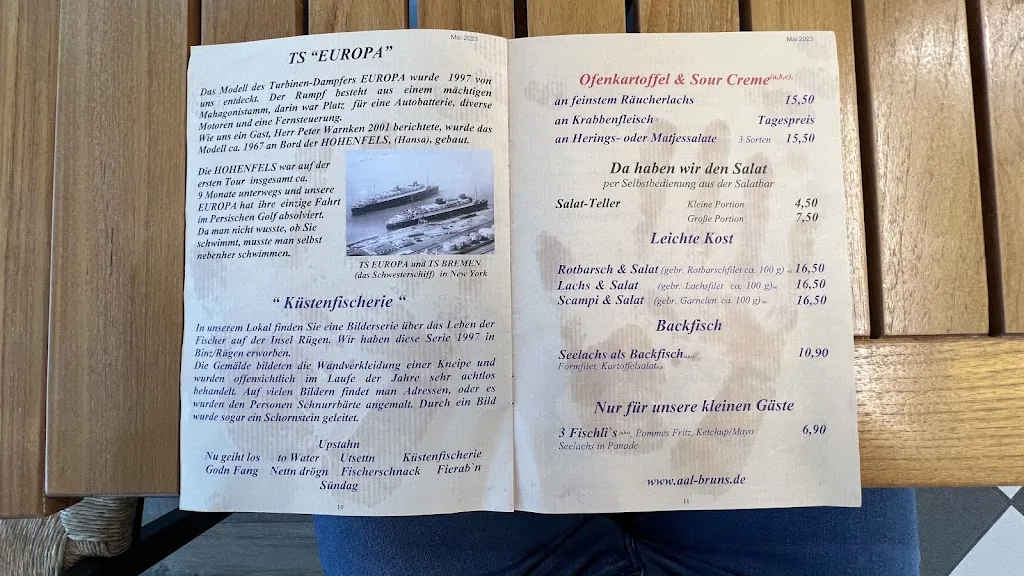 Mai 2023
TS “EUROPA”
Das Modell des Turbinen-Dampfers EUROPA wurde 1997 von
uns entdeckt. Der Rumpf besteht aus einem mächtigen
Mahagonistamm, darin war Platz für eine Autobatterie, diverse
Motoren und eine Fernsteuerung.
Wie uns ein Gast, Herr Peter Warnken 2001 berichtete, wurde das
Modell ca. 1967 an Bord der HOHENFELS, (Hansa), gebaut.
Die HOHENFELS war auf der
ersten Tour insgesamt ca.
9 Monate unterwegs und unsere
EUROPA hat ihre einzige Fahrt
im Persischen Golf absolviert.
Da man nicht wusste, ob Sie
schwimmt, musste man selbst
nebenher schwimmen.
TS EUROPA und TS BREMEN
(das Schwesterschiff) in New York
“ Küstenfischerie “
In unserem Lokal finden Sie eine Bilderserie über das Leben der
Fischer auf der Insel Rügen. Wir haben diese Serie 1997 in
Binz/Rügen erworben.
Die Gemälde bildeten die Wandverkleidung einer Kneipe und
wurden offensichtlich im Laufe der Jahre sehr achtlos
behandelt. Auf vielen Bildern findet man Adressen, oder es
wurden den Personen Schnurrbärte angemalt. Durch ein Bild
wurde sogar ein Schornstein geleitet.
Upstahn
Nu geiht los to Water Utsettn Küstenfischerie
Godn Fang Nettn drögn Fischerschnack Fierab`n
Sündag
10
Mai 2023
Ofenkartoffel & Sour Creme(a,b,c),
an feinstem Räucherlachs 15,50
an Krabbenfleisch Tagespreis
an Herings- oder Matjessalate 3 Sorten 15,50
Da haben wir den Salat
per Selbstbedienung aus der Salatbar
Salat-Teller Kleine Portion 4,50
Große Portion 7,50
Leichte Kost
Rotbarsch & Salat (gebr. Rotbarschfilet ca. 100 g) 16,50
Lachs & Salat (gebr. Lachsfilet ca. 100 g) 16,50
Scampi & Salat (gebr. Garnelen ca. 100 g) 16,50
Backfisch
Seelachs als Backfisch 10,90
Formfilet, Kartoffelsalat
Nur für unsere kleinen Gäste
3 Fischli`s Pommes Fritz, Ketchup/Mayo 6,90
Seelachs in Panade
www.aal-bruns.de
11